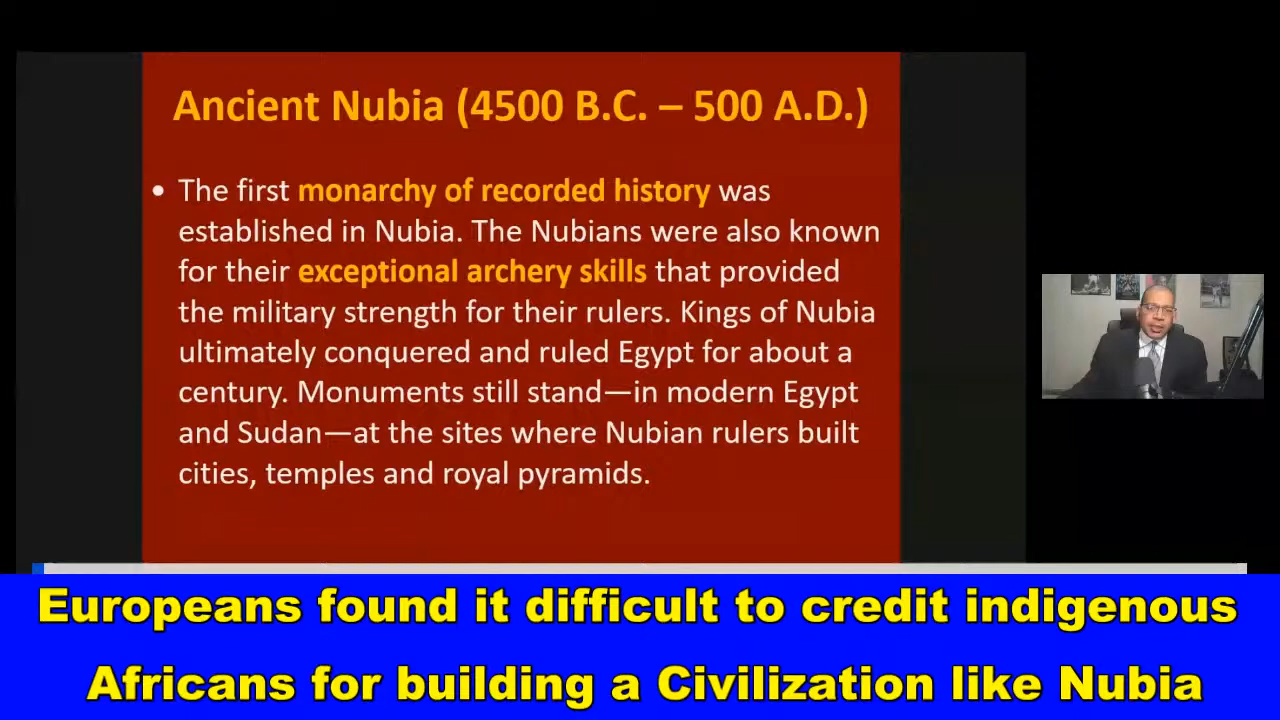 Ancient Nubia (4500 B.C. – 500 A.D.)
• The first monarchy of recorded history was
established in Nubia. The Nubians were also known
for their exceptional archery skills that provided
the military strength for their rulers. Kings of Nubia
ultimately conquered and ruled Egypt for about a
century. Monuments still stand—in modern Egypt
and Sudan—at the sites where Nubian rulers built
cities, temples and royal pyramids.
Europeans found it difficult to credit indigenous
Africans for building a Civilization like Nubia